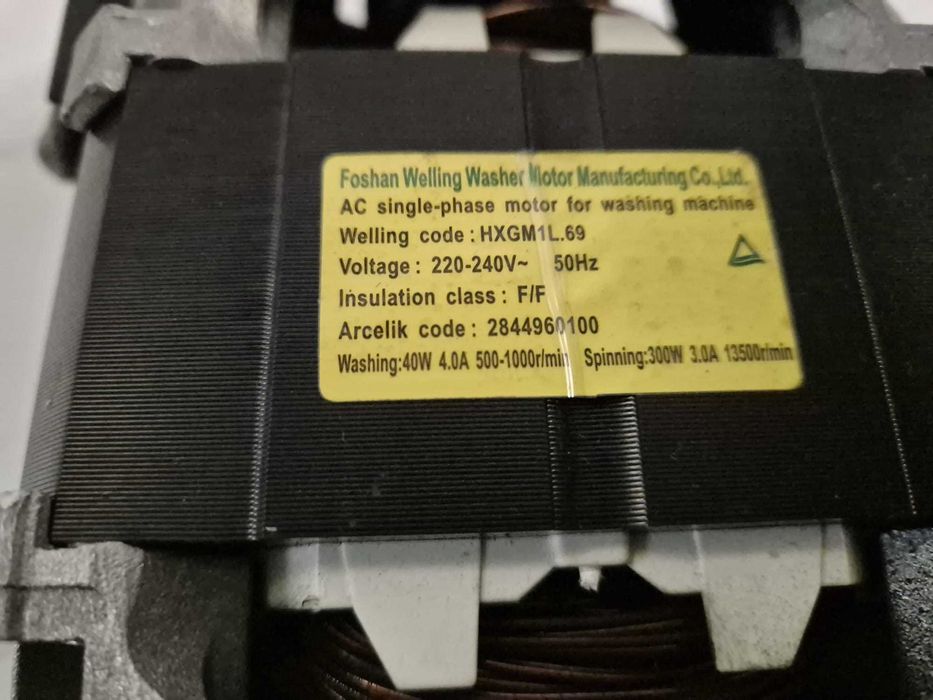 Foshan Welling Washer Motor Manufacturing Co.,Ltd.
AC single-phase motor for washing machine
Welling code : HXGM1L.69
Voltage : 220-240V~ 50Hz
Insulation class : F/F
Arcelik code : 2844960100
Washing:40W 4.0A 500-1000r/min Spinning:300W 3.0A 13500r/min